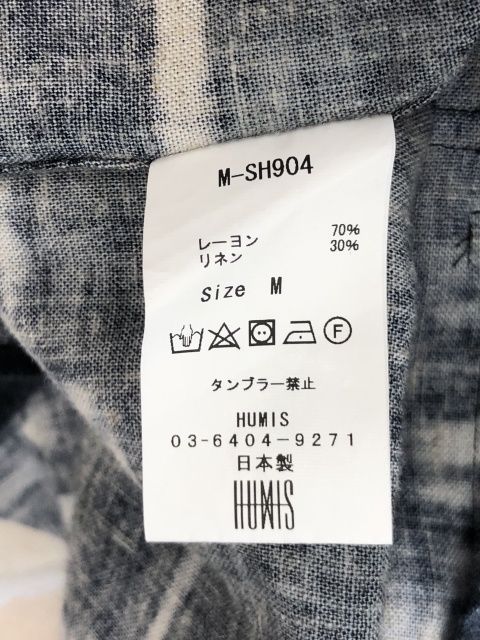 M-SH904
レーヨン 70%
リネン 30%
Size M
F
タンブラー禁止
HUMIS
03-6404-9271
日本製
HUMIS